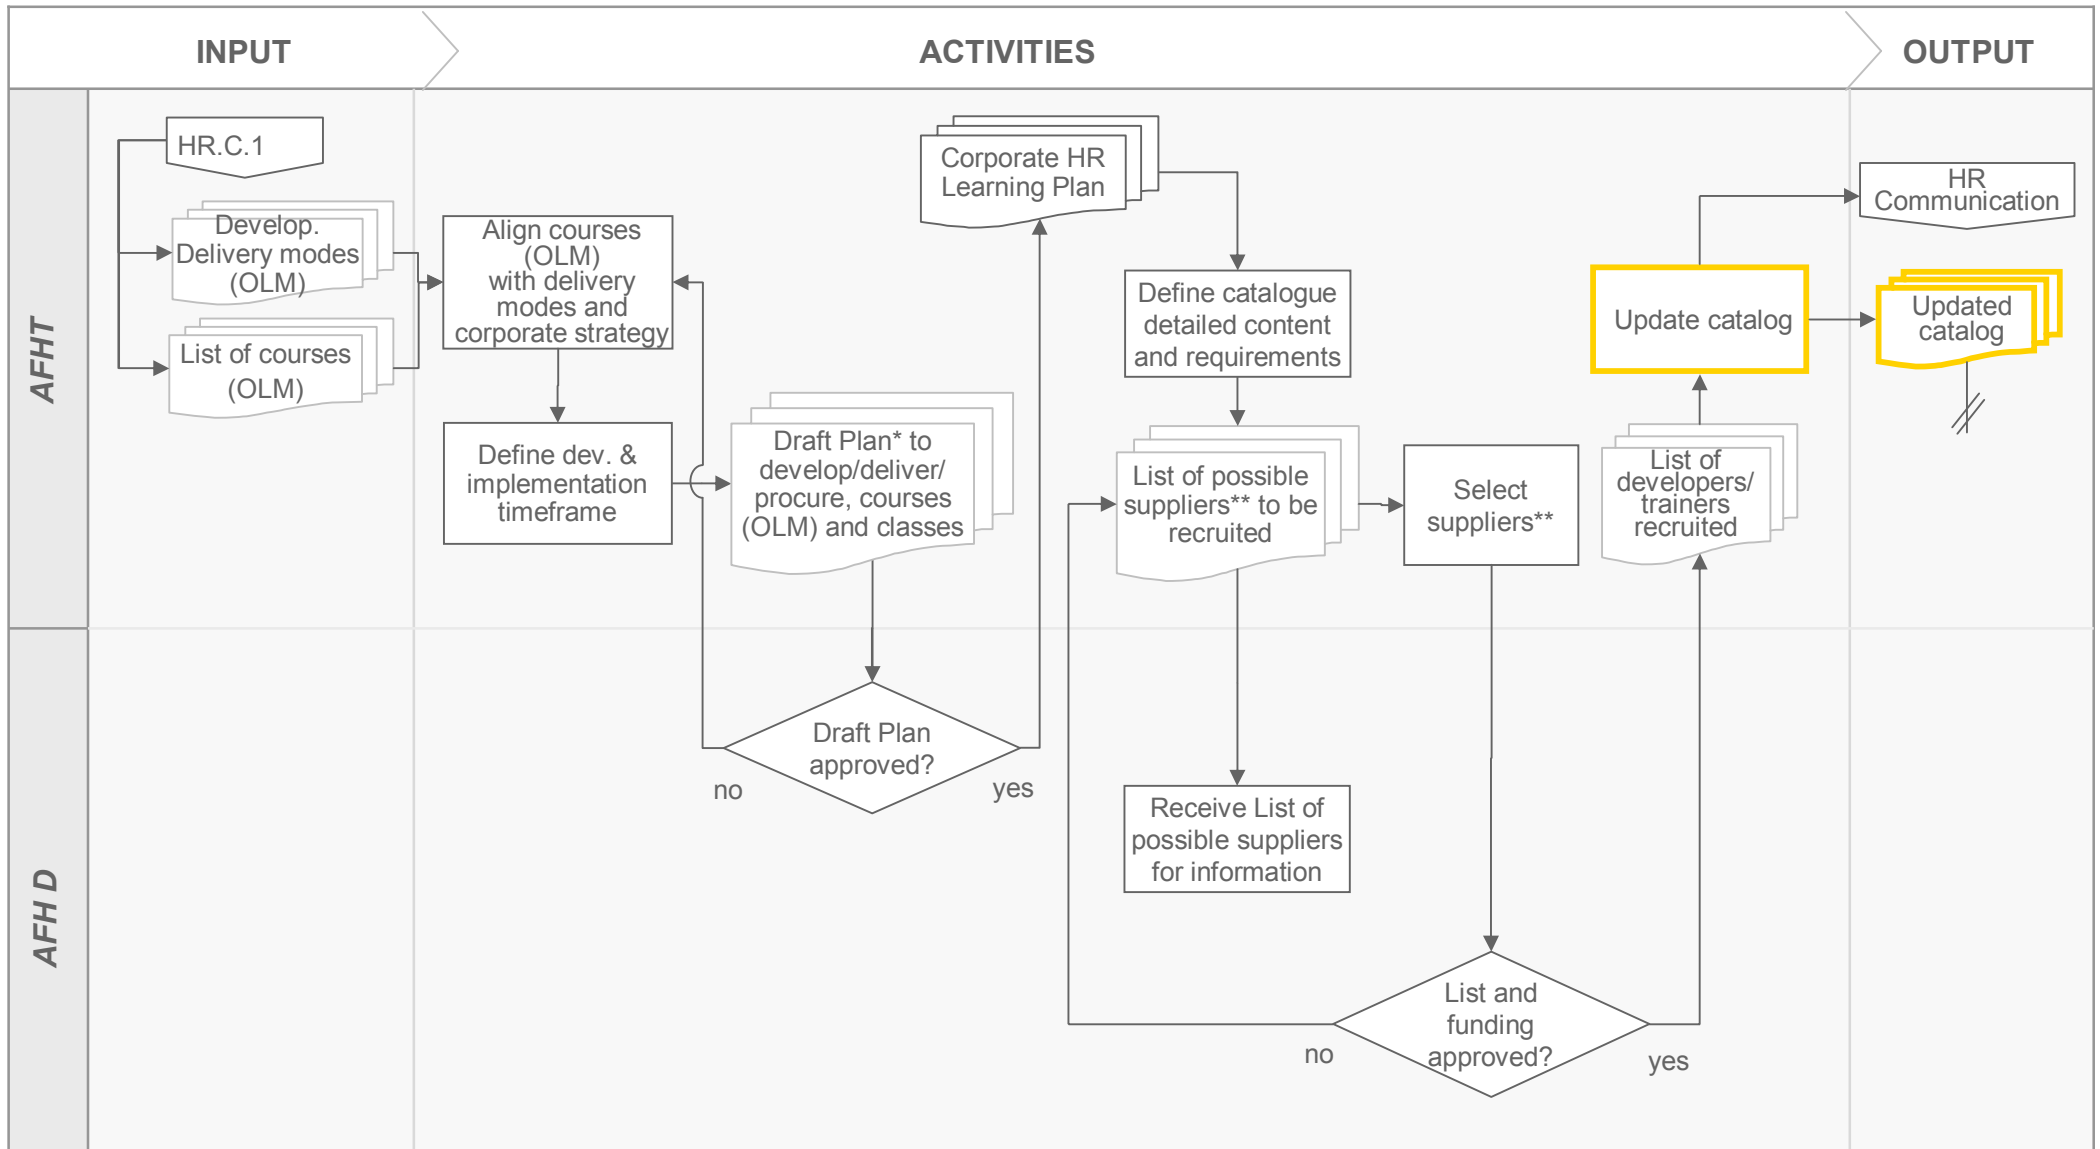 INPUT
ACTIVITIES
OUTPUT
AFHT
HR.C.1
Develop.
Delivery modes
(OLM)
List of courses
(OLM)
Align courses
(OLM)
with delivery
modes and
corporate strategy
Define dev. &
implementation
timeframe
Draft Plan* to
develop/deliver/
procure, courses
(OLM) and classes
Corporate HR
Learning Plan
Define catalogue
detailed content
and requirements
List of possible
suppliers** to be
recruited
Select
suppliers**
List of
developers/
trainers
recruited
Update catalog
HR
Communication
Updated
catalog
AFH D
Draft Plan
approved?
no
yes
Receive List of
possible suppliers
for information
List and
funding
approved?
no
yes